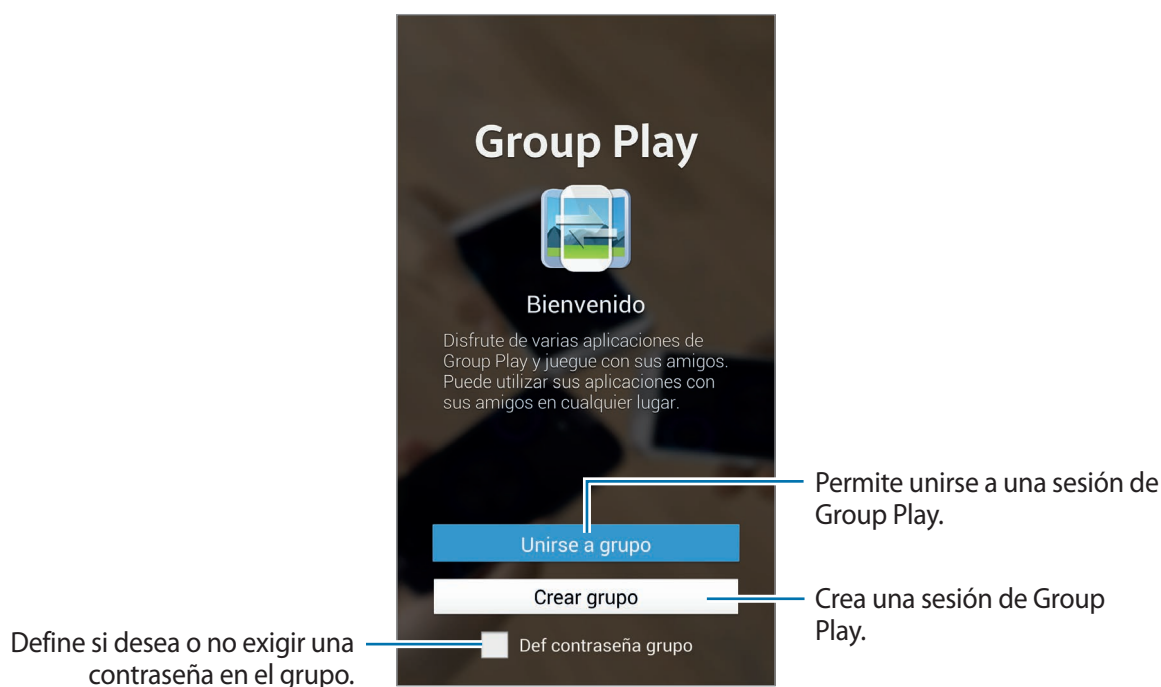 Group Play
Bienvenido
Disfrute de varias aplicaciones de
Group Play y juegue con sus amigos.
Puede utilizar sus aplicaciones con
sus amigos en cualquier lugar.
Permite unirse a una sesión de
Group Play.
Unirse a grupo
Crear grupo
Crea una sesión de Group
Play.
Define si desea o no exigir una
contraseña en el grupo.
Def contraseña grupo